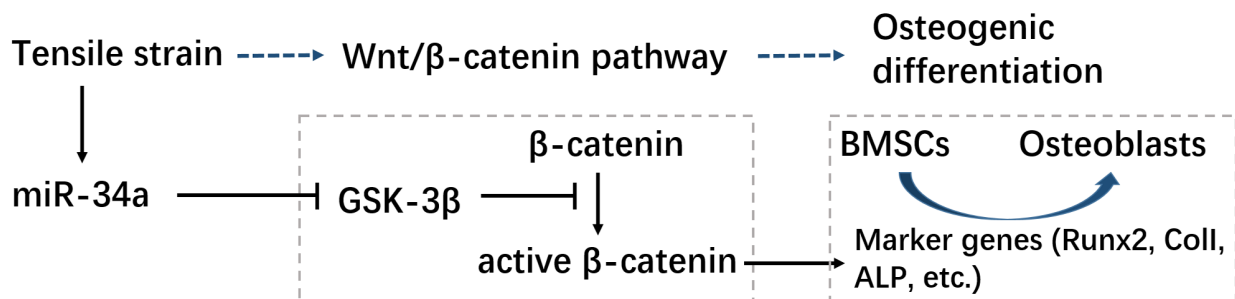 Tensile strain
Wnt/β-catenin pathway
Osteogenic
differentiation
β-catenin
BMSCs
Osteoblasts
miR-34a
GSK-3β
active β-catenin
Marker genes (Runx2, ColI,
ALP, etc.)